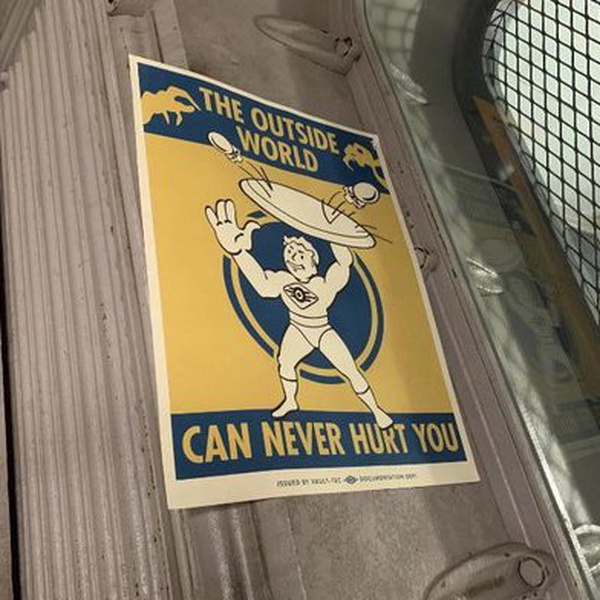 THE OUTSIDE
WORLD
CAN NEVER HURT YOU
ISSUED BY VAULT-TEC DOCUMENTATION DEPT.